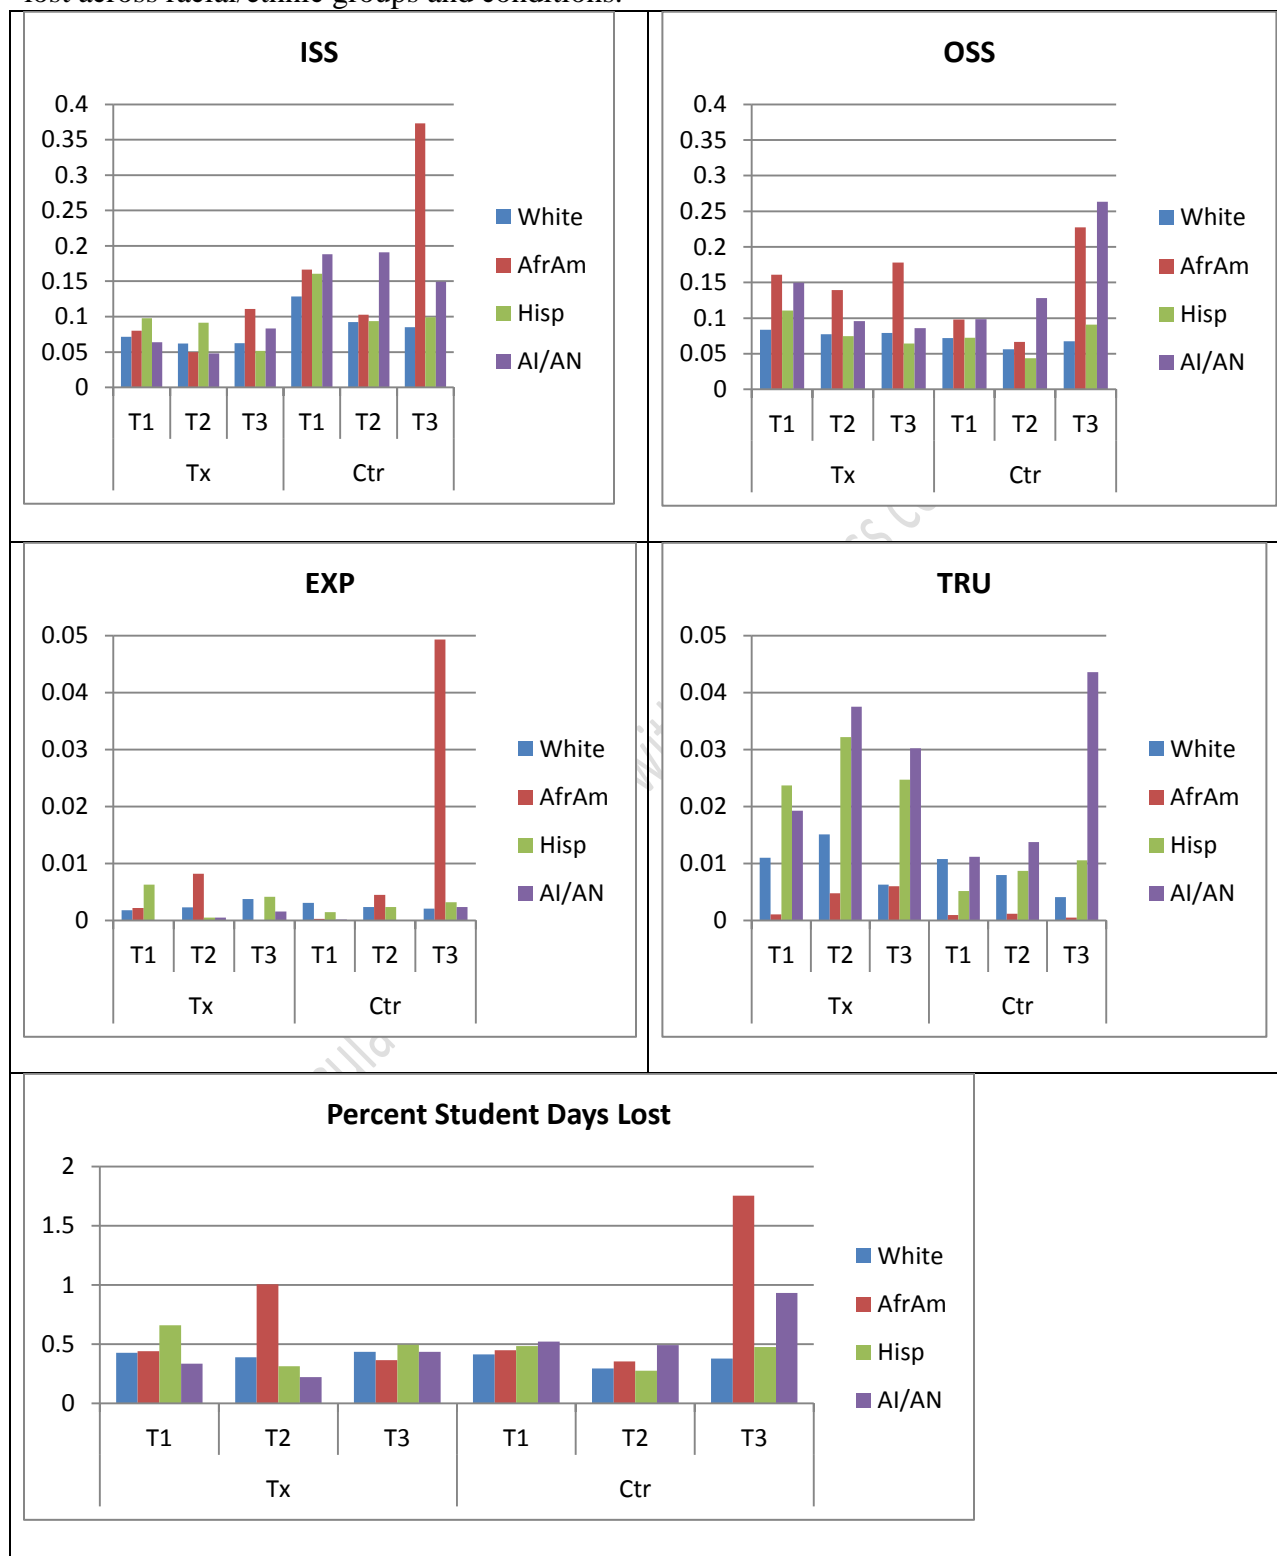 lost across racial/ethnic groups and conditions.
ISS
0.4
0.35
0.3
0.25
0.2
0.15
0.1
0.05
0
T1 T2 T3 T1 T2 T3
Tx Ctr
White
AfrAm
Hisp
AI/AN
OSS
0.4
0.35
0.3
0.25
0.2
0.15
0.1
0.05
0
T1 T2 T3 T1 T2 T3
Tx Ctr
White
AfrAm
Hisp
AI/AN
EXP
0.05
0.04
0.03
0.02
0.01
0
T1 T2 T3 T1 T2 T3
Tx Ctr
White
AfrAm
Hisp
AI/AN
TRU
0.05
0.04
0.03
0.02
0.01
0
T1 T2 T3 T1 T2 T3
Tx Ctr
White
AfrAm
Hisp
AI/AN
Percent Student Days Lost
2
1.5
1
0.5
0
T1 T2 T3 T1 T2 T3
Tx Ctr
White
AfrAm
Hisp
AI/AN